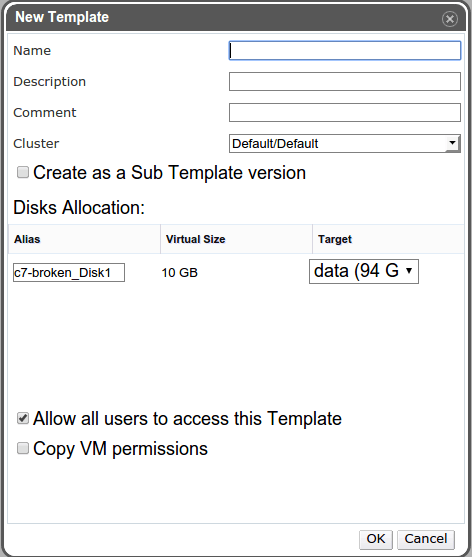 New Template
Name
Description
Comment
Cluster Default/Default
Create as a Sub Template version
Disks Allocation:
Alias Virtual Size Target
c7-broken_Disk1 10 GB data (94 G
Allow all users to access this Template
Copy VM permissions
OK Cancel